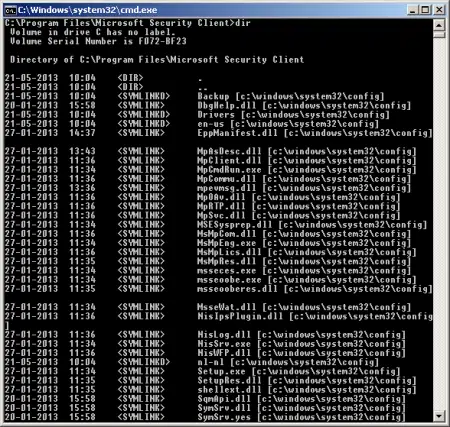 C:\Windows\system32\cmd.exe
C:\Program Files\Microsoft Security Client>dir
Volume in drive C has no label.
Volume Serial Number is FD72-BF23
Directory of C:\Program Files\Microsoft Security Client
21-05-2013 10:04 <DIR> .
21-05-2013 10:04 <DIR> ..
21-05-2013 10:04 <SYMLINKD> Backup [c:\windows\system32\config]
20-01-2013 15:58 <SYMLINK> DbgHelp.dll [c:\windows\system32\config]
21-05-2013 10:04 <SYMLINKD> Drivers [c:\windows\system32\config]
21-05-2013 10:04 <SYMLINKD> en-us [c:\windows\system32\config]
27-01-2013 14:37 <SYMLINK> EppManifest.dll [c:\windows\system32\config]
27-01-2013 13:43 <SYMLINK> MpAsDesc.dll [c:\windows\system32\config]
27-01-2013 11:36 <SYMLINK> MpClient.dll [c:\windows\system32\config]
27-01-2013 11:34 <SYMLINK> MpCmdRun.exe [c:\windows\system32\config]
27-01-2013 11:36 <SYMLINK> MpCommu.dll [c:\windows\system32\config]
27-01-2013 13:36 <SYMLINK> mpevmsg.dll [c:\windows\system32\config]
27-01-2013 11:36 <SYMLINK> MpOAv.dll [c:\windows\system32\config]
27-01-2013 11:36 <SYMLINK> MpRTP.dll [c:\windows\system32\config]
27-01-2013 11:36 <SYMLINK> MpSvc.dll [c:\windows\system32\config]
27-01-2013 11:34 <SYMLINK> MSESysprep.dll [c:\windows\system32\config]
27-01-2013 11:36 <SYMLINK> MsMpCom.dll [c:\windows\system32\config]
27-01-2013 11:34 <SYMLINK> MsMpEng.exe [c:\windows\system32\config]
27-01-2013 11:36 <SYMLINK> MsMpLics.dll [c:\windows\system32\config]
27-01-2013 11:35 <SYMLINK> MsMpRes.dll [c:\windows\system32\config]
27-01-2013 11:35 <SYMLINK> msseces.exe [c:\windows\system32\config]
27-01-2013 11:34 <SYMLINK> msseoobe.exe [c:\windows\system32\config]
27-01-2013 11:35 <SYMLINK> msseooberes.dll [c:\windows\system32\config]
27-01-2013 11:34 <SYMLINK> MsseWat.dll [c:\windows\system32\config]
27-01-2013 11:36 <SYMLINK> NisIpsPlugin.dll [c:\windows\system32\config
]
27-01-2013 11:36 <SYMLINK> NisLog.dll [c:\windows\system32\config]
27-01-2013 11:34 <SYMLINK> NisSrv.exe [c:\windows\system32\config]
27-01-2013 11:36 <SYMLINK> NisWFP.dll [c:\windows\system32\config]
21-05-2013 10:04 <SYMLINKD> nl-nl [c:\windows\system32\config]
27-01-2013 11:34 <SYMLINK> Setup.exe [c:\windows\system32\config]
27-01-2013 11:34 <SYMLINK> SetupRes.dll [c:\windows\system32\config]
27-01-2013 11:35 <SYMLINK> shellext.dll [c:\windows\system32\config]
20-01-2013 15:58 <SYMLINK> SqmApi.dll [c:\windows\system32\config]
20-01-2013 15:58 <SYMLINK> SymSrv.dll [c:\windows\system32\config]
20-01-2013 15:58 <SYMLINK> SymSrv.yes [c:\windows\system32\config]